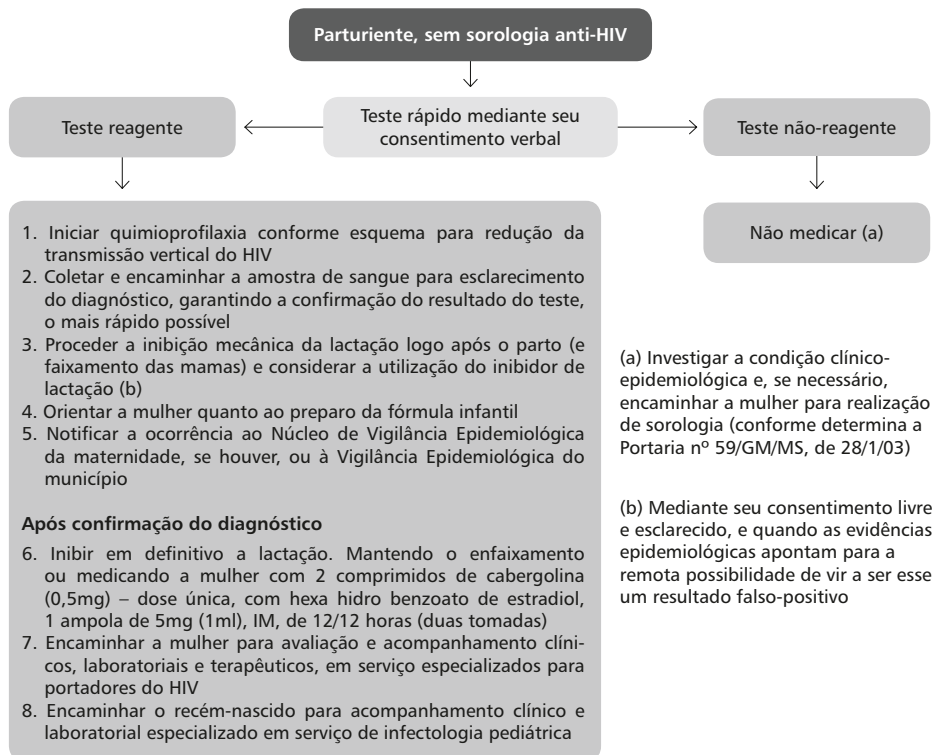 Parturiente, sem sorologia anti-HIV
Teste reagente
Teste rápido mediante seu
consentimento verbal
Teste não-reagente
1. Iniciar quimioprofilaxia conforme esquema para redução da
transmissão vertical do HIV
2. Coletar e encaminhar a amostra de sangue para esclarecimento
do diagnóstico, garantindo a confirmação do resultado do teste,
o mais rápido possível
3. Proceder a inibição mecânica da lactação logo após o parto (e
faixamento das mamas) e considerar a utilização do inibidor de
lactação (b)
4. Orientar a mulher quanto ao preparo da fórmula infantil
5. Notificar a ocorrência ao Núcleo de Vigilância Epidemiológica
da maternidade, se houver, ou à Vigilância Epidemiológica do
município
Após confirmação do diagnóstico
6. Inibir em definitivo a lactação. Mantendo o enfaixamento
ou medicando a mulher com 2 comprimidos de cabergolina
(0,5mg) – dose única, com hexa hidro benzoato de estradiol,
1 ampola de 5mg (1ml), IM, de 12/12 horas (duas tomadas)
7. Encaminhar a mulher para avaliação e acompanhamento clíni-
cos, laboratoriais e terapêuticos, em serviço especializados para
portadores do HIV
8. Encaminhar o recém-nascido para acompanhamento clínico e
laboratorial especializado em serviço de infectologia pediátrica
Não medicar (a)
(a) Investigar a condição clínico-
epidemiológica e, se necessário,
encaminhar a mulher para realização
de sorologia (conforme determina a
Portaria nº 59/GM/MS, de 28/1/03)
(b) Mediante seu consentimento livre
e esclarecido, e quando as evidências
epidemiológicas apontam para a
remota possibilidade de vir a ser esse
um resultado falso-positivo